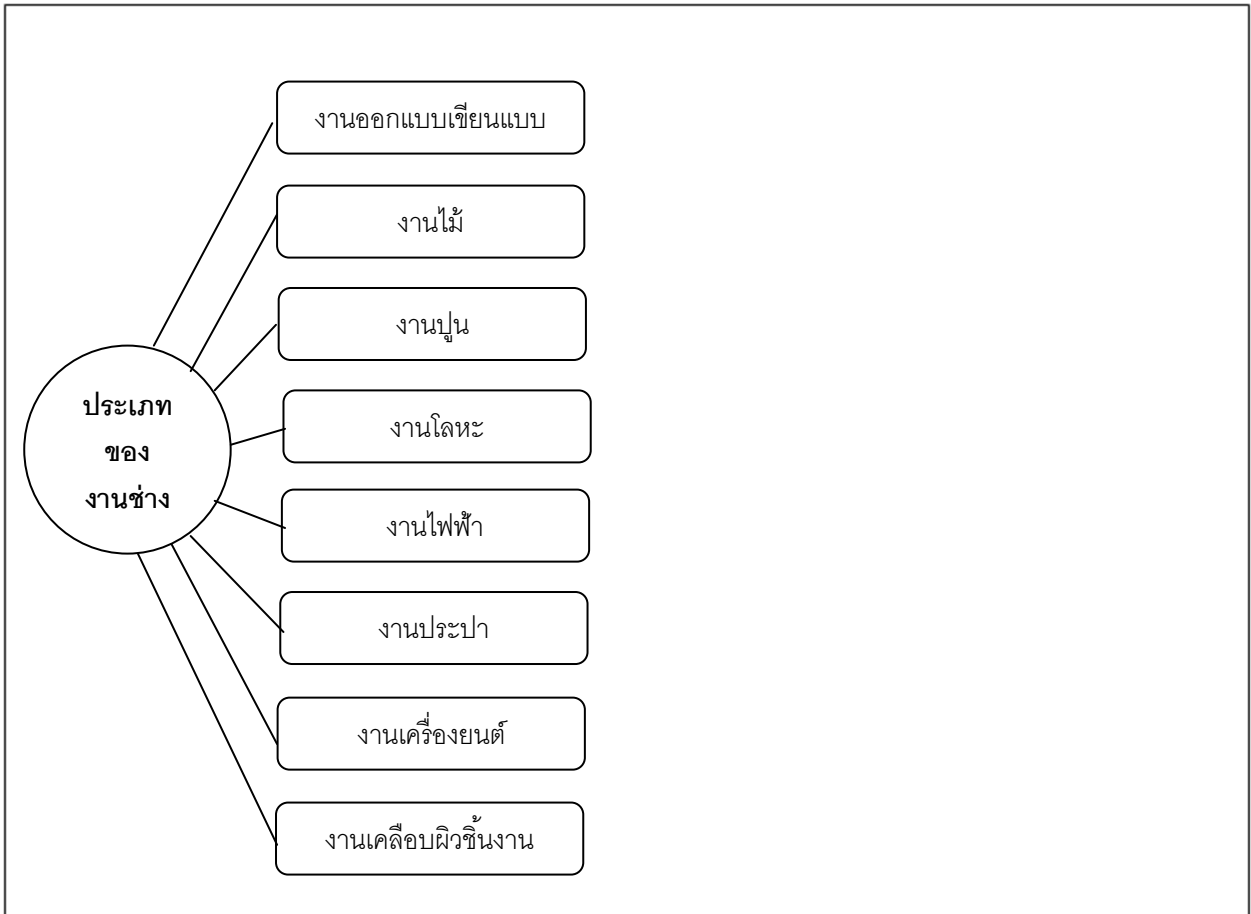 งานออกแบบเขียนแบบ
งานไม้
งานปูน
ประเภท
ของ
งานช่าง
งานโลหะ
งานไฟฟ้า
งานประปา
งานเครื่องยนต์
งานเคลือบผิวชิ้นงาน